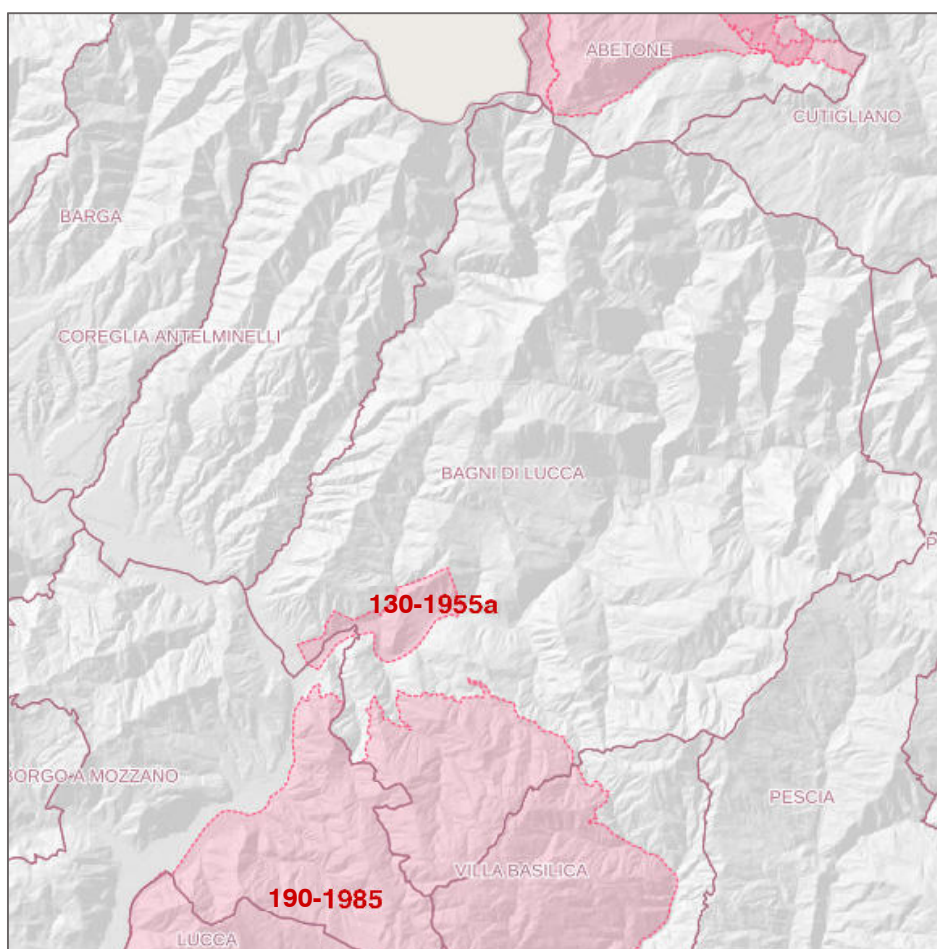 ABETONE
CUTIGLIANO
BARGA
COREGLIA ANTELMINELLI
BAGNI DI LUCCA
P
130-1955a
BORGO A MOZZANO
PESCIA
VILLA BASILICA
190-1985
LUCCA